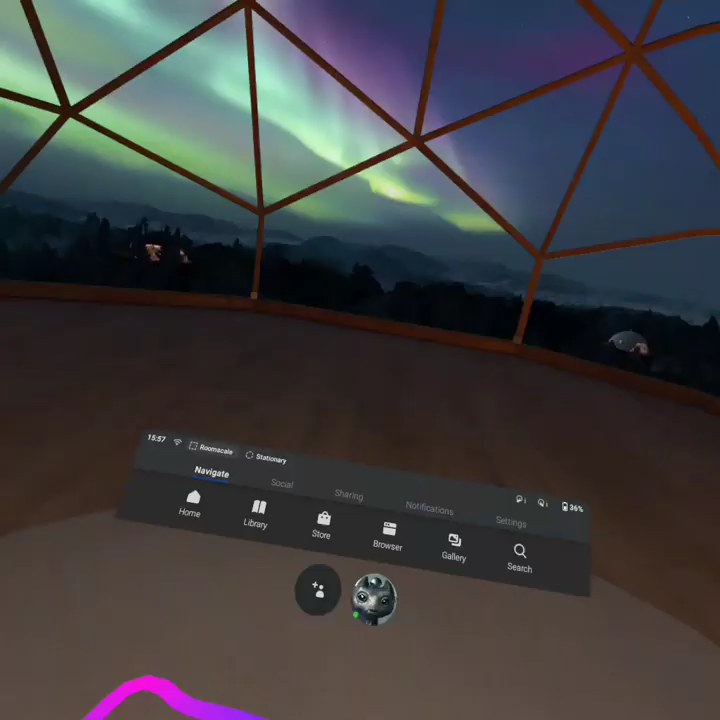 15:57 Roomscale Stationary 36%
Navigate Social Sharing Notifications Settings
Home Library Store Browser Gallery Search